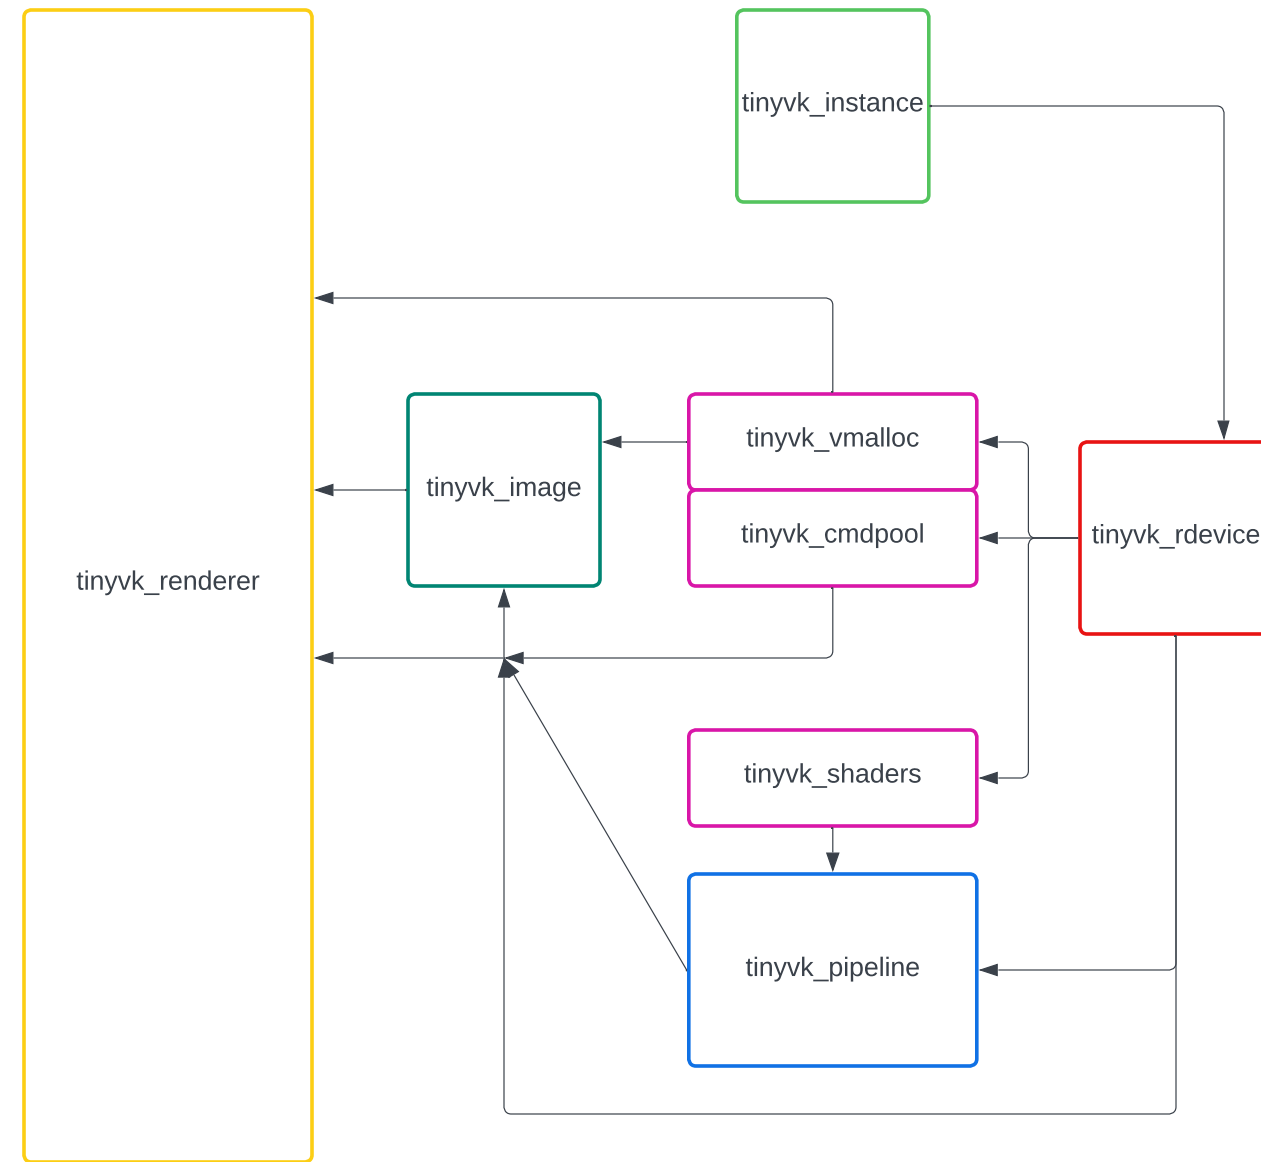 tinyvk_instance
tinyvk_vmalloc
tinyvk_image
tinyvk_cmdpool
tinyvk_rdevice
tinyvk_renderer
tinyvk_shaders
tinyvk_pipeline